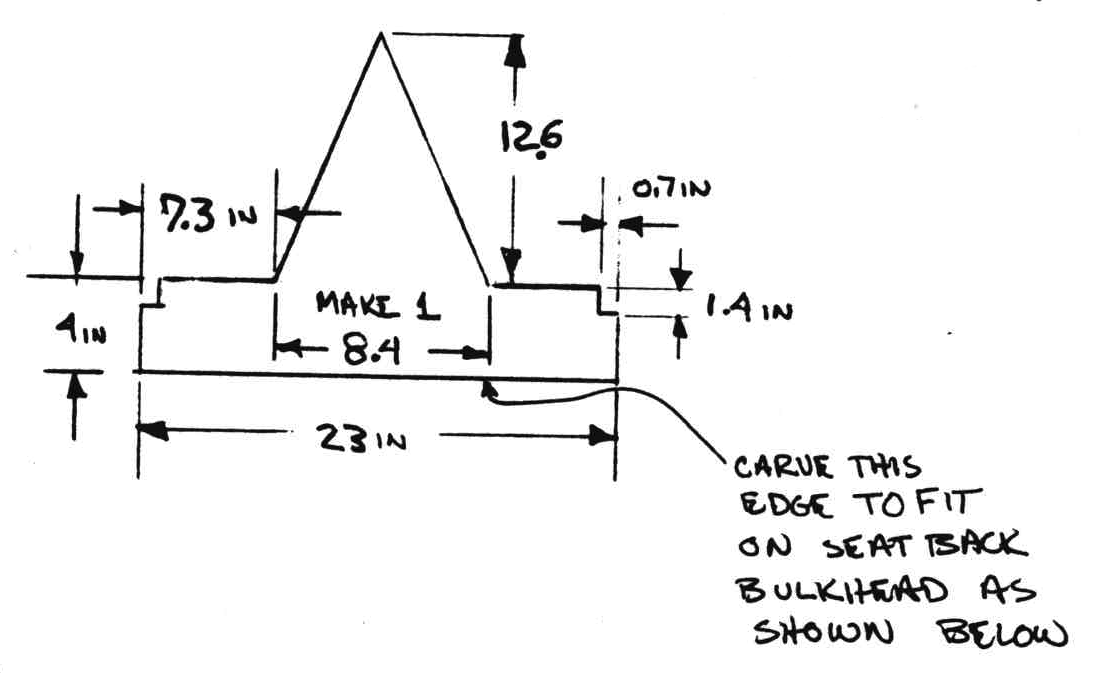 12.6
0.7 IN
7.3 IN
MAKE 1
1.4 IN
4 IN
8.4
23 IN
CARVE THIS
EDGE TO FIT
ON SEAT BACK
BULKHEAD AS
SHOWN BELOW